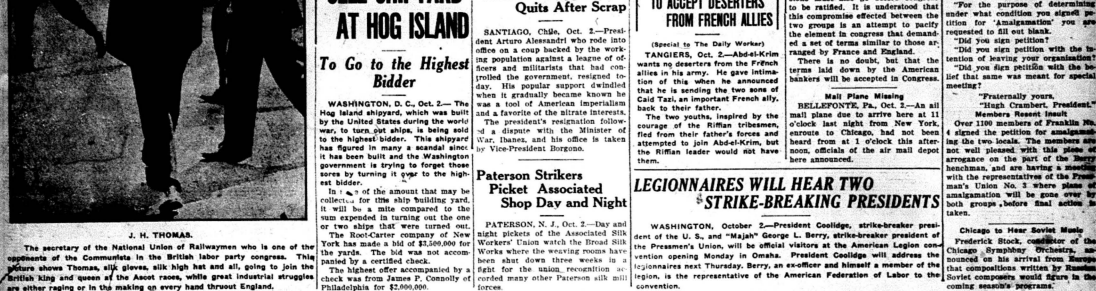 J. H. THOMAS.
The secretary of the National Union of Railwaymen who is one of the
opponents of the Communists in the British labor party congress. This
picture shows Thomas, silk gloves, silk high hat and all, going to join the
British king and queen at the Ascot races, while great industrial struggles
are either raging or in the making on every hand thruout England.
AT HOG ISLAND
To Go to the Highest
Bidder
WASHINGTON, D. C., Oct. 2.—The
Hog Island shipyard, which was built
by the United States during the world
war, to turn out ships, is being sold
to the highest bidder. This shipyard
has figured in many a scandal since
it has been built and the Washington
government is trying to forget those
sores by turning it over to the high-
est bidder.
In of the amount that may be
collected for this ship building yard,
it will be a mite compared to the
sum expended in turning out the one
or two ships that were turned out.
The Root-Carter company of New
York has made a bid of $3,500,000 for
the yards. The bid was not accom-
panied by a certified check.
The highest offer accompanied by a
check was from James P. Connolly of
Philadelphia for $2,000,000.
Quits After Scrap
SANTIAGO, Chile, Oct. 2.—Presi-
dent Arturo Alessandri who rode into
office on a coup backed by the work-
ing population against a league of of-
ficers and militarists that had con-
trolled the government, resigned to-
day. His popular support dwindled
when it gradually became known he
was a tool of American imperialism
and a favorite of the nitrate interests.
The president's resignation follow-
ed a dispute with the Minister of
War, Ibanez, and his office is taken
by Vice-President Borgono.
Paterson Strikers
Picket Associated
Shop Day and Night
PATERSON, N. J., Oct. 2.—Day and
night pickets of the Associated Silk
Workers' Union watch the Broad Silk
Works where the weaving rooms have
been shut down three weeks in a
fight for the union recognition ac-
corded many other Paterson silk mill
forces.
TO ACCEPT DESERTERS
FROM FRENCH ALLIES
(Special to The Daily Worker)
TANGIERS, Oct. 2.—Abd-el-Krim
wants no deserters from the French
allies in his army. He gave intima-
tion of this when he announced
that he is sending the two sons of
Caid Tazi, an important French ally,
back to their father.
The two youths, inspired by the
courage of the Riffian tribesmen,
fled from their father's forces and
attempted to join Abd-el-Krim, but
the Riffian leader would not have
them.
to be ratified. It is understood that
this compromise effected between the
two groups is an attempt to pacify
the element in congress that demand-
ed a set of terms similar to those ar-
ranged by France and England.
There is no doubt, but that the
terms laid down by the American
bankers will be accepted in Congress.
Mail Plane Missing
BELLEFONTE, Pa., Oct. 2.—An ail
mail plane due to arrive here at 11
o'clock last night from New York,
enroute to Chicago, had not been
heard from at 1 o'clock this after-
noon, officials of the air mail depot
here announced.
LEGIONNAIRES WILL HEAR TWO
STRIKE-BREAKING PRESIDENTS
WASHINGTON, October 2—President Coolidge, strike-breaker presi-
dent of the U. S., and "Majah" George L. Berry, strike-breaker president of
the Pressmen's Union, will be official visitors at the American Legion con-
vention opening Monday in Omaha. President Coolidge will address the
legionnaires next Thursday. Berry, an ex-officer and himself a member of the
legion, is the representative of the American Federation of Labor to the
convention.
"For the purpose of determining
under what condition you signed pe-
tition for 'Amalgamation' you are
requested to fill out blank.
"Did you sign petition?
"Did you sign petition with the in-
tention of leaving your organisation?
"Did you sign petition with the be-
lief that same was meant for special
meeting?
"Fraternally yours,
"Hugh Crambert, President."
Members Resent Insult
Over 1100 members of Franklin No.
4 signed the petition for amalgamat-
ing the two locals. The members are
not well pleased with this piece of
arrogance on the part of the Berry
henchman, and are having a meeting
with the representatives of the Press-
man's Union No. 3 where plans of
amalgamation will be gone over by
both groups before final action is
taken.
Chicago to Hear Soviet Music
Frederick Stock, conductor of the
Chicago Symphony Orchestra, an-
nounced on his arrival from Europe
that compositions written by Russian
Soviet composers would figure in the
coming season's programs.